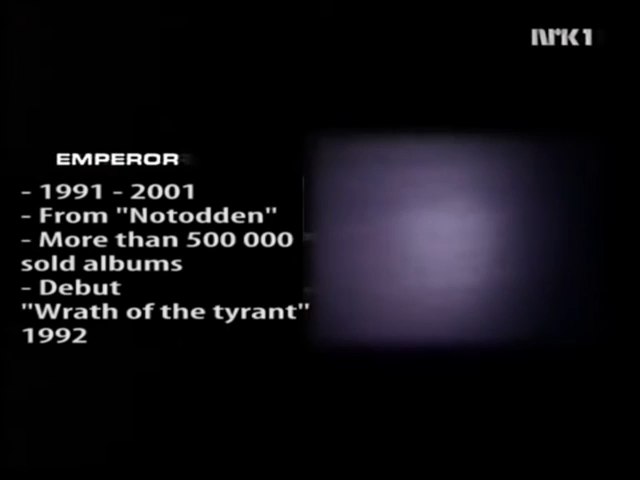 nrk1
EMPEROR
- 1991 - 2001
- From "Notodden"
- More than 500 000
sold albums
- Debut
"Wrath of the tyrant"
1992